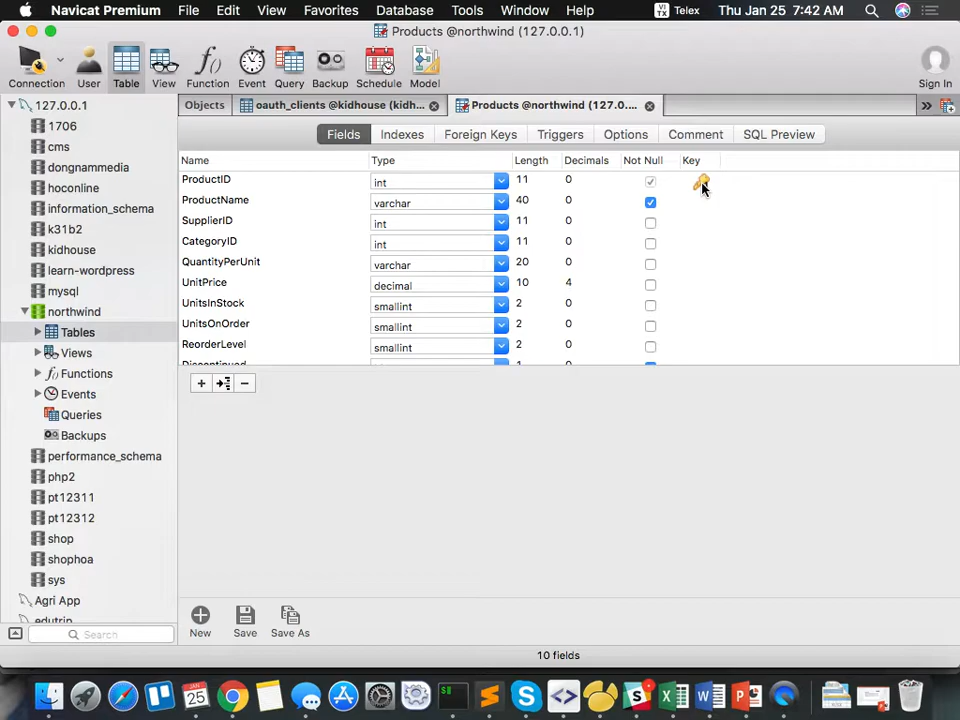 Navicat Premium File Edit View Favorites Database Tools Window Help VI TX Telex Thu Jan 25 7:42 AM
Products @northwind (127.0.0.1)
Connection User Table View Function Event Query Backup Schedule Model Sign In
Objects oauth_clients @kidhouse (kidh... Products @northwind (127.0....
127.0.0.1
1706
cms
dongnammedia
hoconline
information_schema
k31b2
kidhouse
learn-wordpress
mysql
northwind
Tables
Views
Functions
Events
Queries
Backups
performance_schema
php2
pt12311
pt12312
shop
shophoa
sys
Agri App
edutrip
Search
Fields Indexes Foreign Keys Triggers Options Comment SQL Preview
Name Type Length Decimals Not Null Key
ProductID int 11 0
ProductName varchar 40 0
SupplierID int 11 0
CategoryID int 11 0
QuantityPerUnit varchar 20 0
UnitPrice decimal 10 4
UnitsInStock smallint 2 0
UnitsOnOrder smallint 2 0
ReorderLevel smallint 2 0
Discontinued
New Save Save As
10 fields
JAN 25